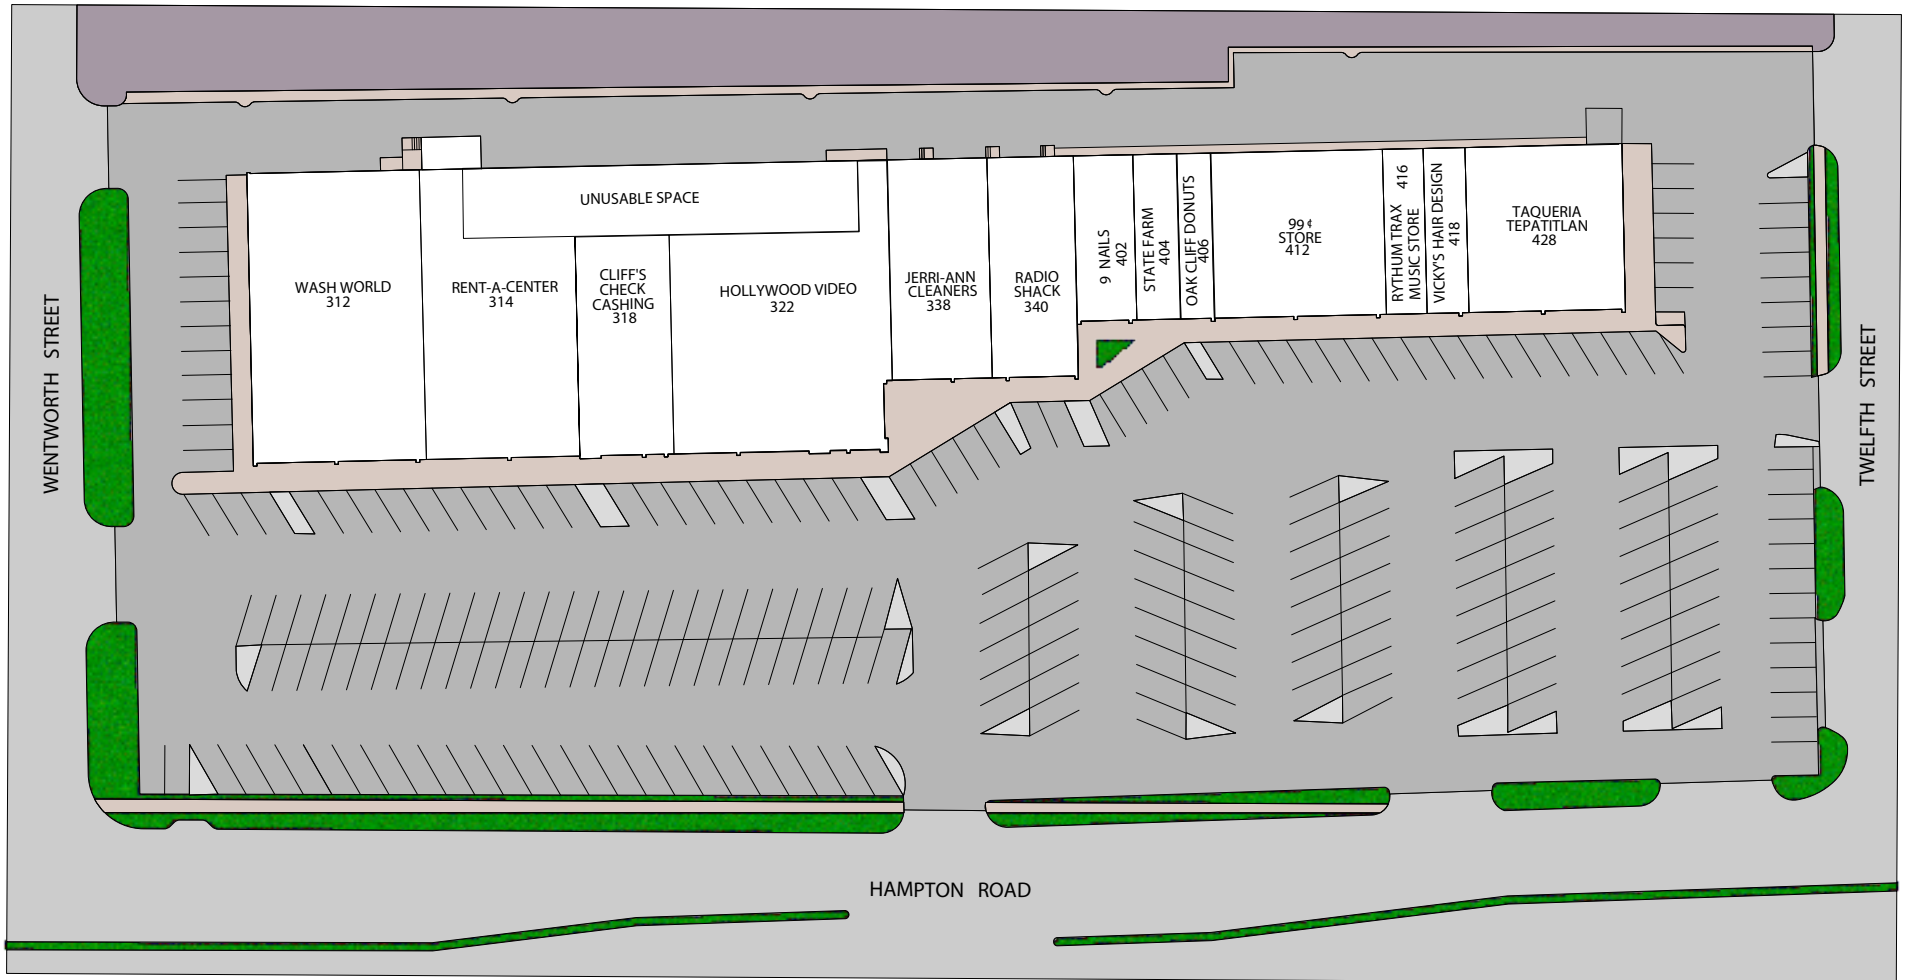 UNUSABLE SPACE
WASH WORLD
312
RENT-A-CENTER
314
CLIFF'S
CHECK
CASHING
318
HOLLYWOOD VIDEO
322
JERRI-ANN
CLEANERS
338
RADIO
SHACK
340
9 NAILS
402
STATE FARM
404
OAK CLIFF DONUTS
406
99¢
STORE
412
RYTHUM TRAX 416
MUSIC STORE
VICKY'S HAIR DESIGN
418
TAQUERIA
TEPATITLAN
428
WENTWORTH STREET
TWELFTH STREET
HAMPTON ROAD